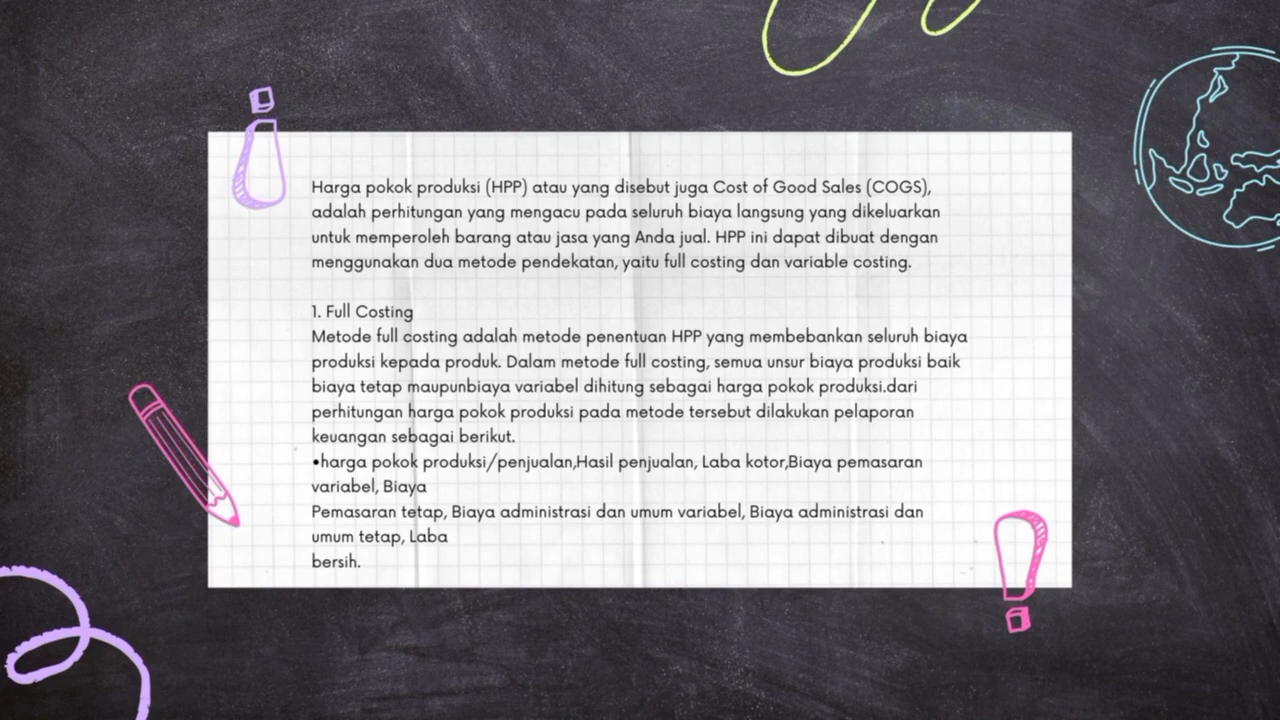 Harga pokok produksi (HPP) atau yang disebut juga Cost of Good Sales (COGS),
adalah perhitungan yang mengacu pada seluruh biaya langsung yang dikeluarkan
untuk memperoleh barang atau jasa yang Anda jual. HPP ini dapat dibuat dengan
menggunakan dua metode pendekatan, yaitu full costing dan variable costing.
1. Full Costing
Metode full costing adalah metode penentuan HPP yang membebankan seluruh biaya
produksi kepada produk. Dalam metode full costing, semua unsur biaya produksi baik
biaya tetap maupunbiaya variabel dihitung sebagai harga pokok produksi.dari
perhitungan harga pokok produksi pada metode tersebut dilakukan pelaporan
keuangan sebagai berikut.
•harga pokok produksi/penjualan,Hasil penjualan, Laba kotor,Biaya pemasaran
variabel, Biaya
Pemasaran tetap, Biaya administrasi dan umum variabel, Biaya administrasi dan
umum tetap, Laba
bersih.